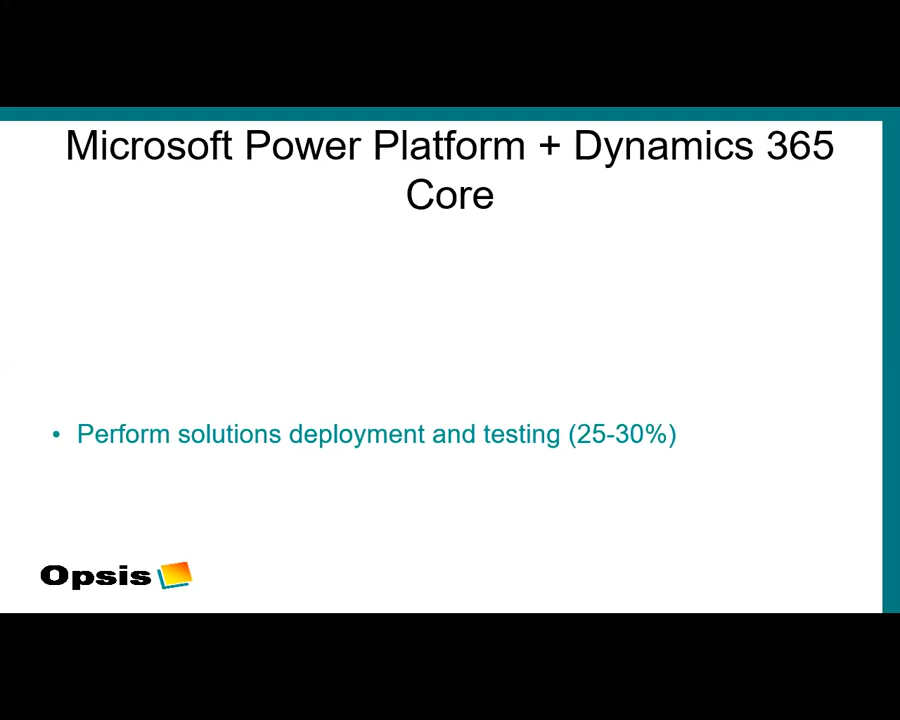 Microsoft Power Platform + Dynamics 365
Core
• Perform solutions deployment and testing (25-30%)
Opsis